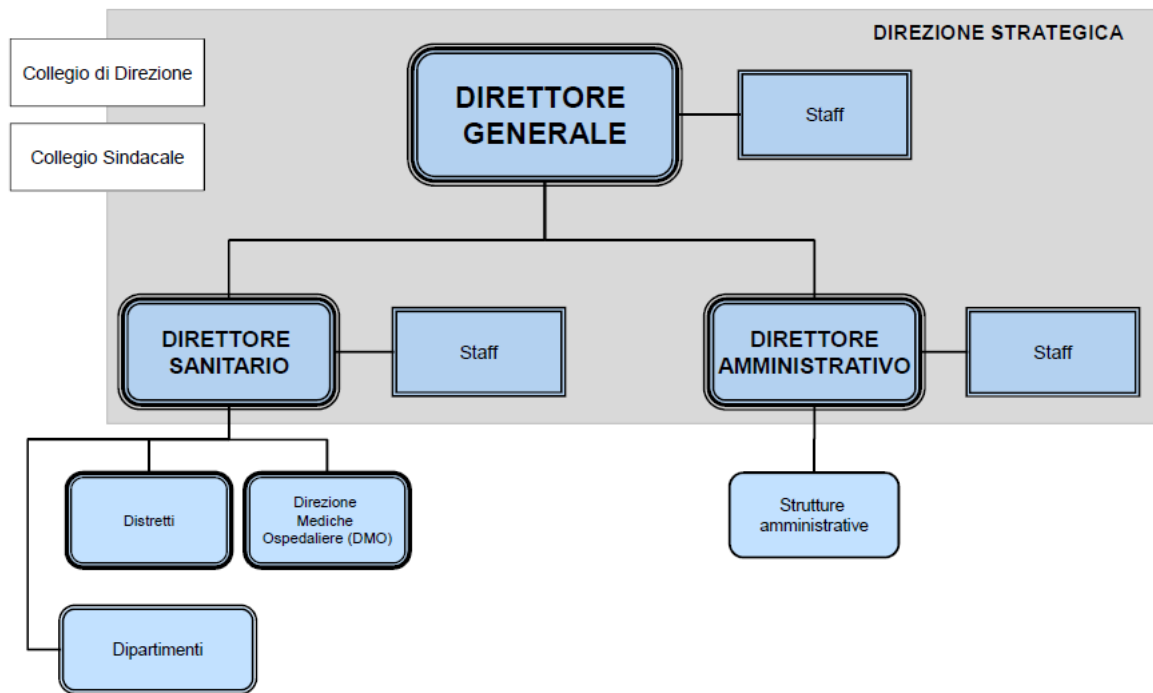 DIREZIONE STRATEGICA
Collegio di Direzione
Collegio Sindacale
DIRETTORE
GENERALE
Staff
DIRETTORE
SANITARIO
Staff
DIRETTORE
AMMINISTRATIVO
Staff
Distretti
Direzione
Mediche
Ospedaliere (DMO)
Strutture
amministrative
Dipartimenti